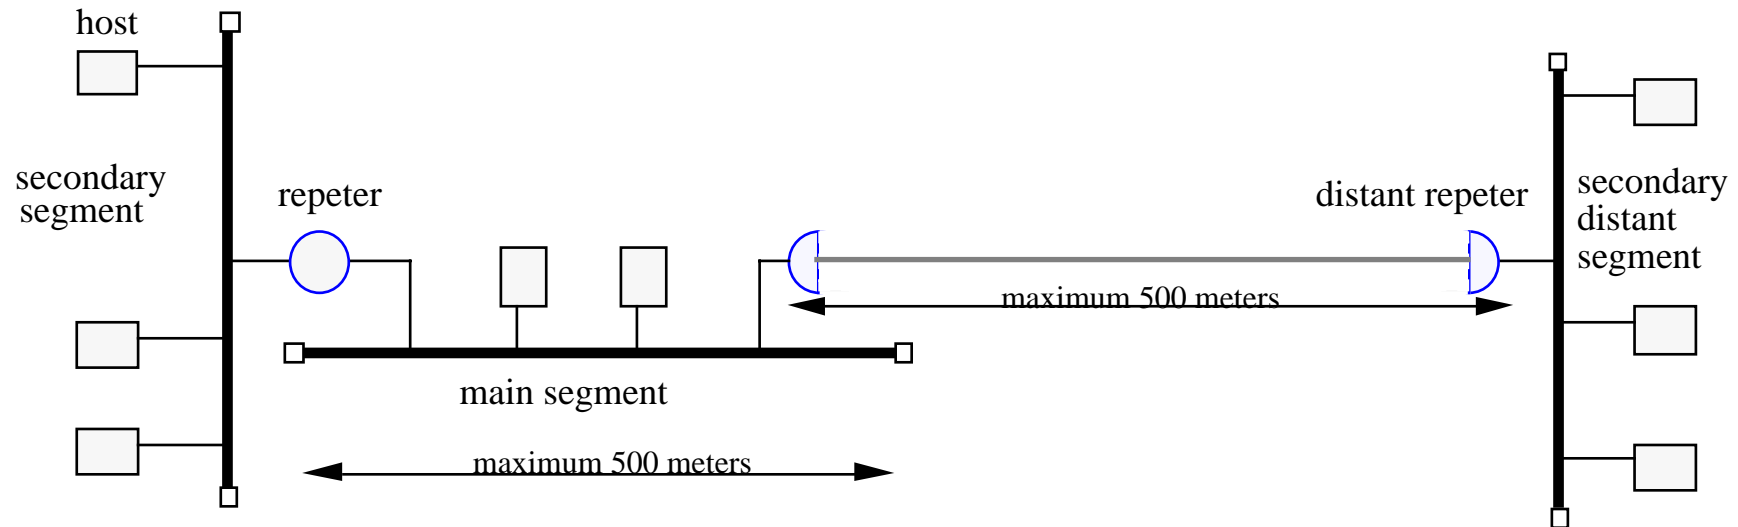 host
secondary
segment
repeter
distant repeter
secondary
distant
segment
maximum 500 meters
main segment
maximum 500 meters